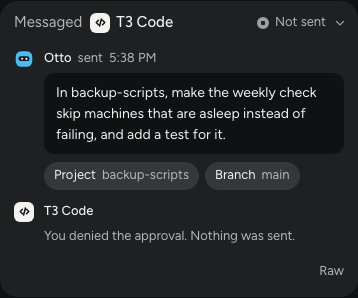 Messaged </> T3 Code Not sent
Otto sent 5:38 PM
In backup-scripts, make the weekly check
skip machines that are asleep instead of
failing, and add a test for it.
Project backup-scripts Branch main
</> T3 Code
You denied the approval. Nothing was sent.
Raw